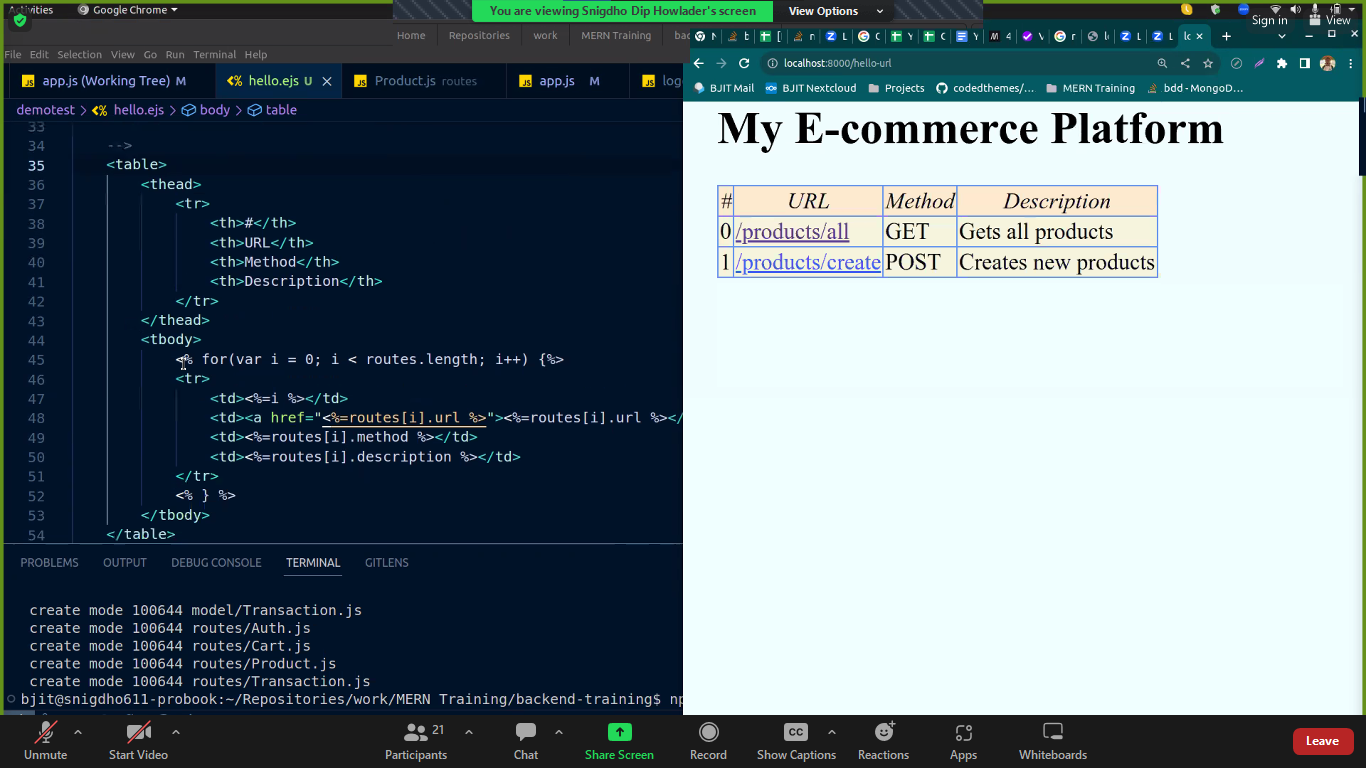 Activities
Google Chrome
You are viewing Snigdho Dip Howlader's screen
View Options
Sign in
View
Home
Repositories
work
MERN Training
File Edit Selection View Go Run Terminal Help
app.js (Working Tree) M
hello.ejs U
Product.js routes
app.js M
demotest > hello.ejs > body > table
33
34 -->
35 <table>
36 <thead>
37 <tr>
38 <th>#</th>
39 <th>URL</th>
40 <th>Method</th>
41 <th>Description</th>
42 </tr>
43 </thead>
44 <tbody>
45 <% for(var i = 0; i < routes.length; i++) {%>
46 <tr>
47 <td><%=i %></td>
48 <td><a href="<%=routes[i].url %>"><%=routes[i].url %></
49 <td><%=routes[i].method %></td>
50 <td><%=routes[i].description %></td>
51 </tr>
52 <% } %>
53 </tbody>
54 </table>
PROBLEMS OUTPUT DEBUG CONSOLE TERMINAL GITLENS
create mode 100644 model/Transaction.js
create mode 100644 routes/Auth.js
create mode 100644 routes/Cart.js
create mode 100644 routes/Product.js
create mode 100644 routes/Transaction.js
bjit@snigdho611-probook:~/Repositories/work/MERN Training/backend-training$ np
localhost:8000/hello-url
BJIT Mail
BJIT Nextcloud
Projects
codedthemes/...
MERN Training
bdd - MongoD...
My E-commerce Platform
# URL Method Description
0 /products/all GET Gets all products
1 /products/create POST Creates new products
Unmute
Start Video
Participants 21
Chat
Share Screen
Record
CC
Show Captions
Reactions
Apps
Whiteboards
Leave